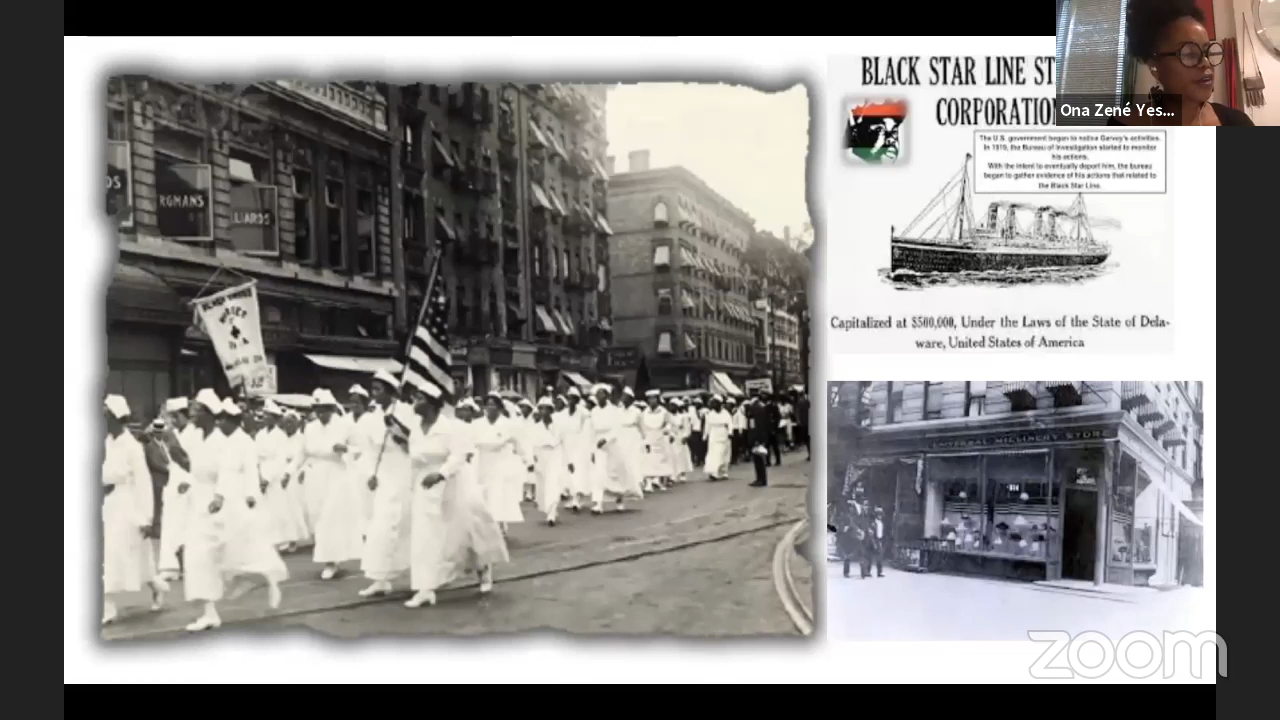 BLACK STAR LINE ST
CORPORATION
Ona Zené Yes...
The U.S. government began to notice Garvey's activities.
In 1919, the Bureau of Investigation started to monitor
his actions.
With the intent to eventually deport him, the bureau
began to gather evidence of his actions that related to
the Black Star Line.
Capitalized at $500,000, Under the Laws of the State of Dela-
ware, United States of America
RGMANS
LIARDS
UNIVERSAL MILLINERY STORE
zoom